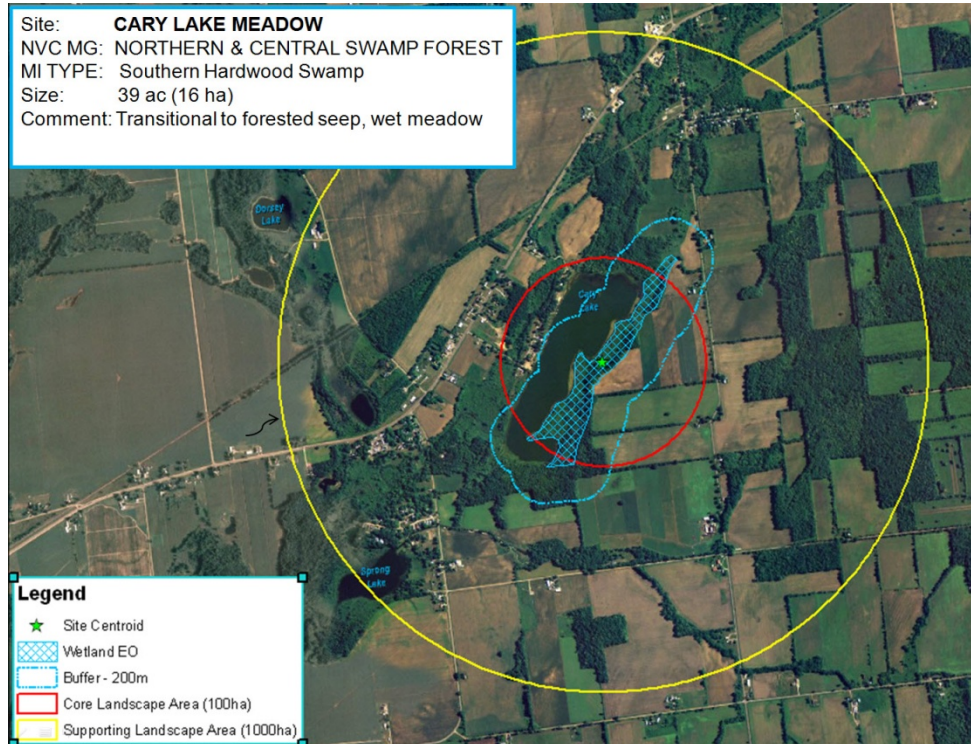 Site: CARY LAKE MEADOW
NVC MG: NORTHERN & CENTRAL SWAMP FOREST
MI TYPE: Southern Hardwood Swamp
Size: 39 ac (16 ha)
Comment: Transitional to forested seep, wet meadow
Dorsey
Lake
Cary
Lake
Sprong
Lake
Legend
Site Centroid
Wetland EO
Buffer - 200m
Core Landscape Area (100ha)
Supporting Landscape Area (1000ha)